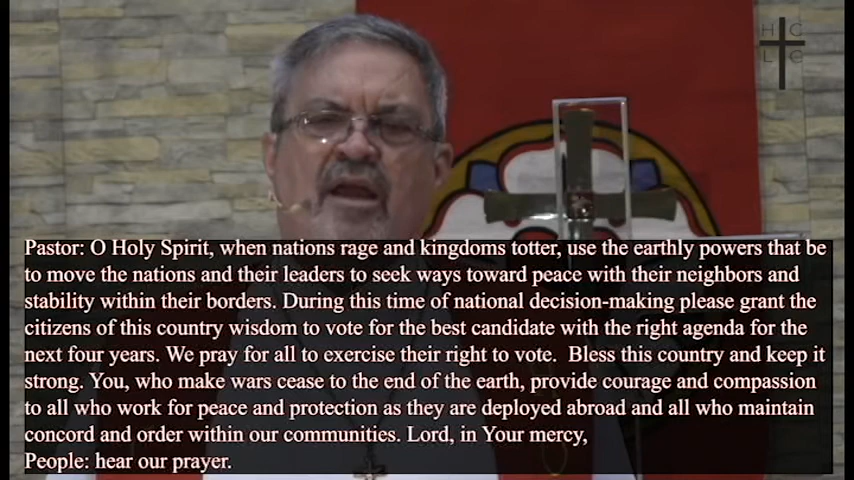 H C
L C
Pastor: O Holy Spirit, when nations rage and kingdoms totter, use the earthly powers that be
to move the nations and their leaders to seek ways toward peace with their neighbors and
stability within their borders. During this time of national decision-making please grant the
citizens of this country wisdom to vote for the best candidate with the right agenda for the
next four years. We pray for all to exercise their right to vote.  Bless this country and keep it
strong. You, who make wars cease to the end of the earth, provide courage and compassion
to all who work for peace and protection as they are deployed abroad and all who maintain
concord and order within our communities. Lord, in Your mercy,
People: hear our prayer.